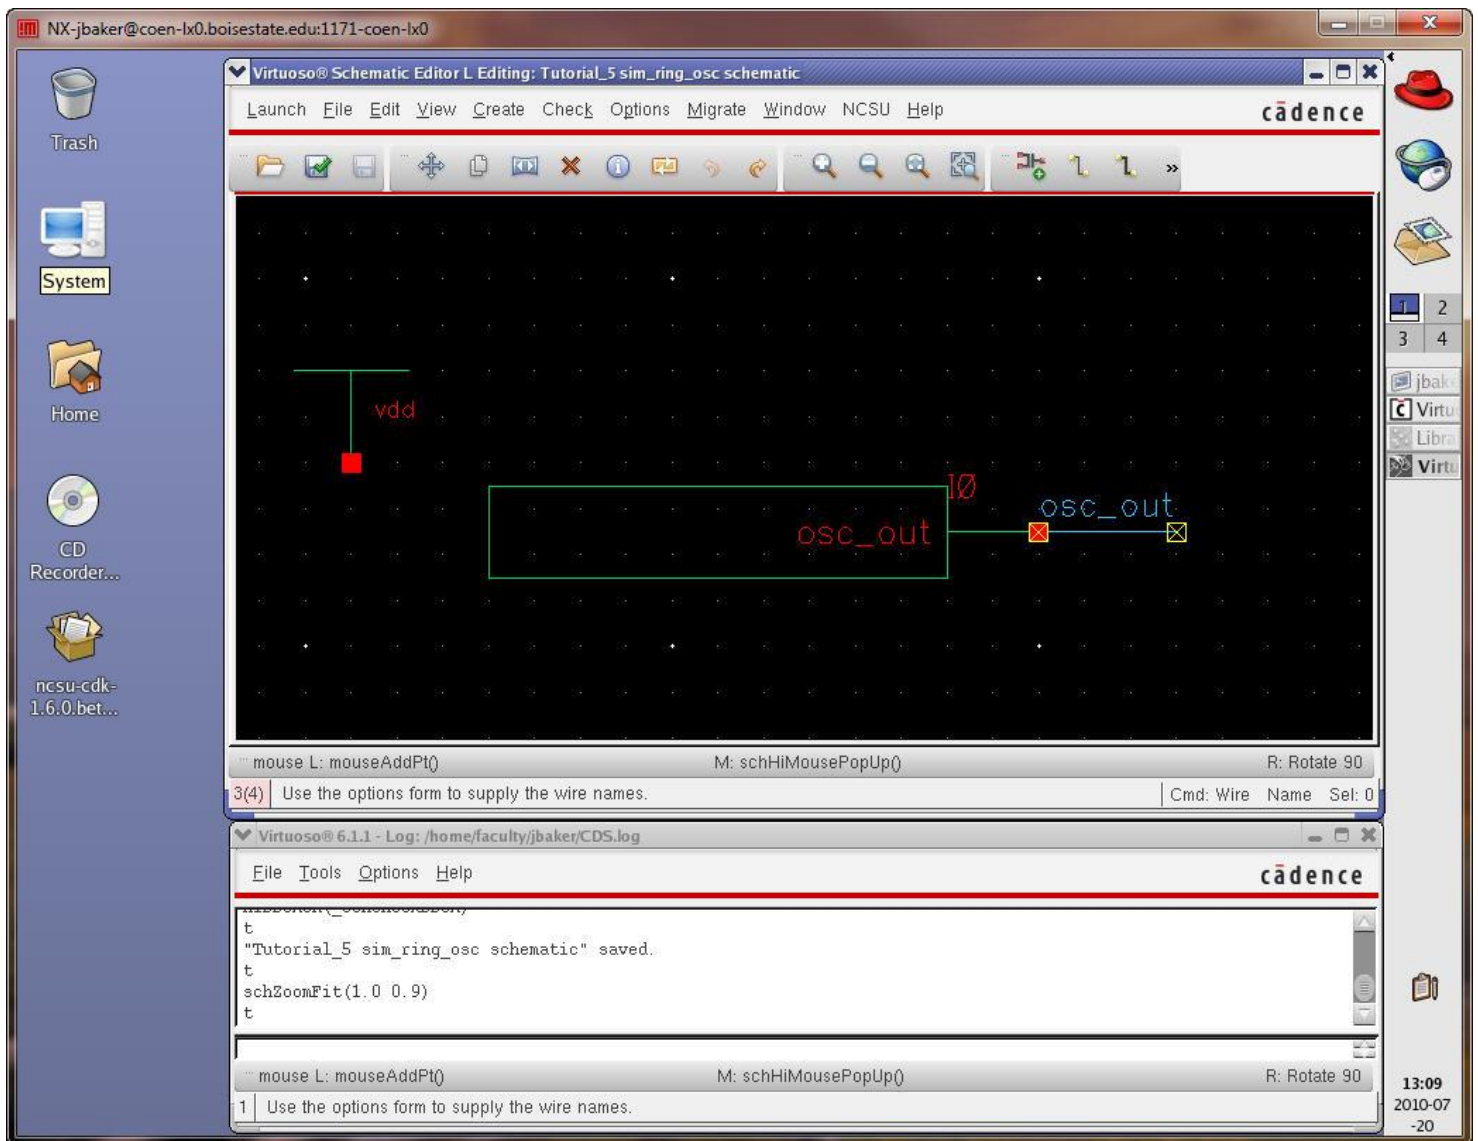 NX-jbaker@coen-lx0.boisestate.edu:1171-coen-lx0
Trash
System
Home
CD
Recorder...
ncsu-cdk-
1.6.0.bet...
Virtuoso® Schematic Editor L Editing: Tutorial_5 sim_ring_osc schematic
Launch File Edit View Create Check Options Migrate Window NCSU Help
cādence
»
vdd
I0
osc_out
osc_out
mouse L: mouseAddPt() M: schHiMousePopUp() R: Rotate 90
3(4) Use the options form to supply the wire names. Cmd: Wire Name Sel: 0
Virtuoso® 6.1.1 - Log: /home/faculty/jbaker/CDS.log
File Tools Options Help
cādence
t
"Tutorial_5 sim_ring_osc schematic" saved.
t
schZoomFit(1.0 0.9)
t
mouse L: mouseAddPt() M: schHiMousePopUp() R: Rotate 90
1 Use the options form to supply the wire names.
1 2
3 4
jbake
Virtu
Libra
Virtu
13:09
2010-07
-20